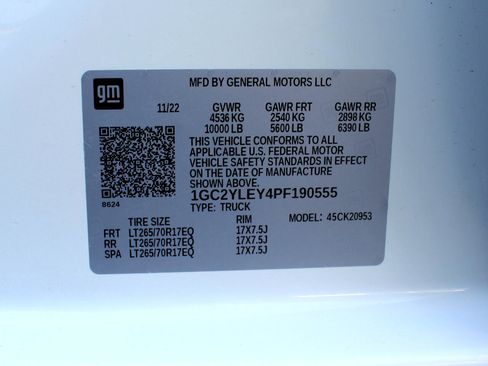 gm
MFD BY GENERAL MOTORS LLC
11/22 GVWR GAWR FRT GAWR RR
4536 KG 2540 KG 2898 KG
10000 LB 5600 LB 6390 LB
THIS VEHICLE CONFORMS TO ALL
APPLICABLE U.S. FEDERAL MOTOR
VEHICLE SAFETY STANDARDS IN EFFECT
ON THE DATE OF MANUFACTURE
SHOWN ABOVE.
8624
1GC2YLEY4PF190555
TYPE: TRUCK MODEL: 45CK20953
TIRE SIZE RIM
FRT LT265/70R17EQ 17X7.5J
RR LT265/70R17EQ 17X7.5J
SPA LT265/70R17EQ 17X7.5J